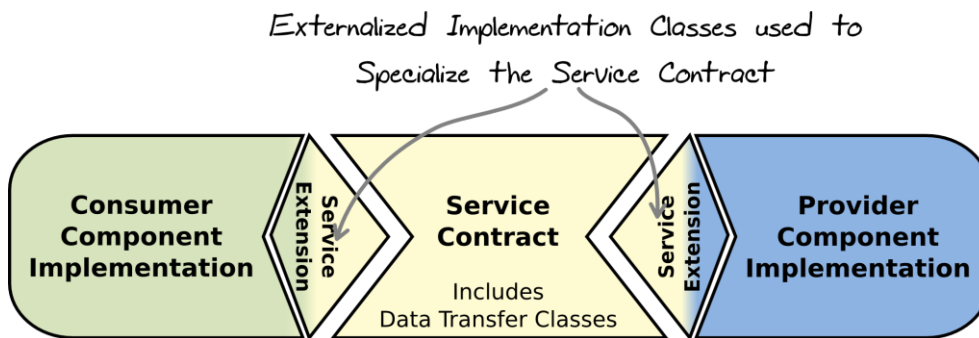 Externalized Implementation Classes used to
Specialize the Service Contract
Consumer
Component
Implementation
Service
Extension
Service
Contract
Includes
Data Transfer Classes
Service
Extension
Provider
Component
Implementation